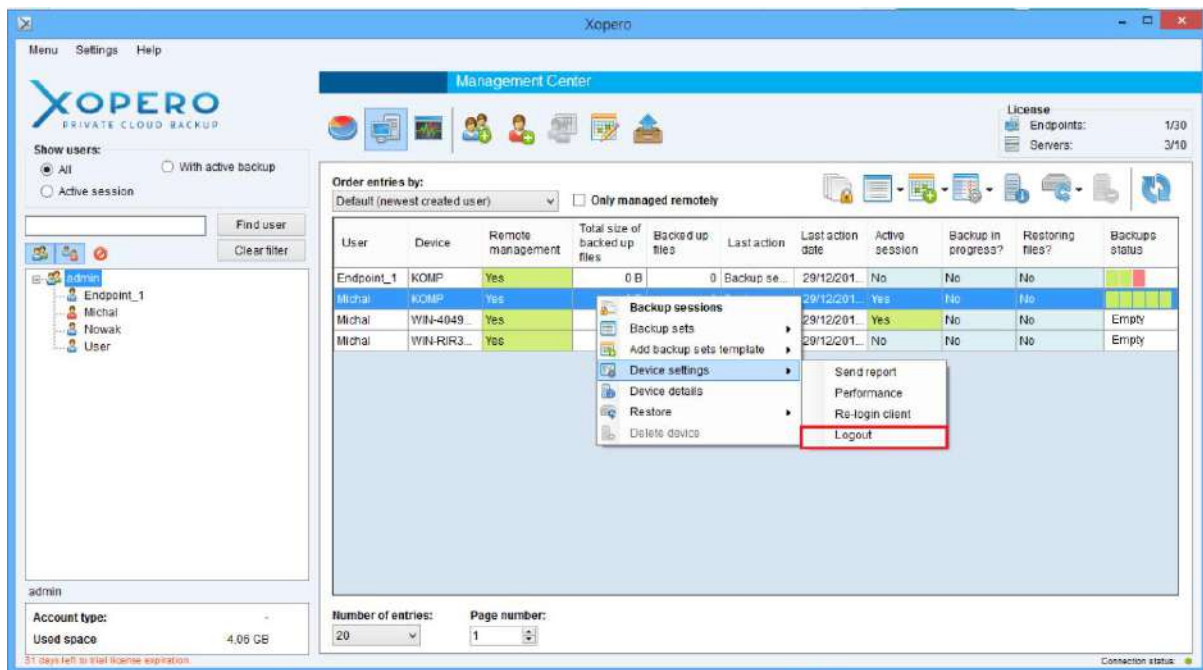 Xopero
Menu Settings Help
XOPERO
PRIVATE CLOUD BACKUP
Show users:
All
With active backup
Active session
Find user
Clear filter
admin
Endpoint_1
Michal
Nowak
User
admin
Account type: -
Used space 4.06 GB
31 days left to trial license expiration.
Management Center
License
Endpoints: 1/30
Servers: 3/10
Order entries by:
Default (newest created user)
Only managed remotely
User Device Remote management Total size of backed up files Backed up files Last action Last action date Active session Backup in progress? Restoring files? Backups status
Endpoint_1 KOMP Yes 0 B 0 Backup se... 29/12/201... No No No
Michal KOMP Yes 29/12/201... Yes No No
Michal WIN-4049... Yes 29/12/201... Yes No No Empty
Michal WIN-RIR3... Yes 29/12/201... No No No Empty
Backup sessions
Backup sets
Add backup sets template
Device settings
Device details
Restore
Delete device
Send report
Performance
Re-login client
Logout
Number of entries:
20
Page number:
1
Connection status: